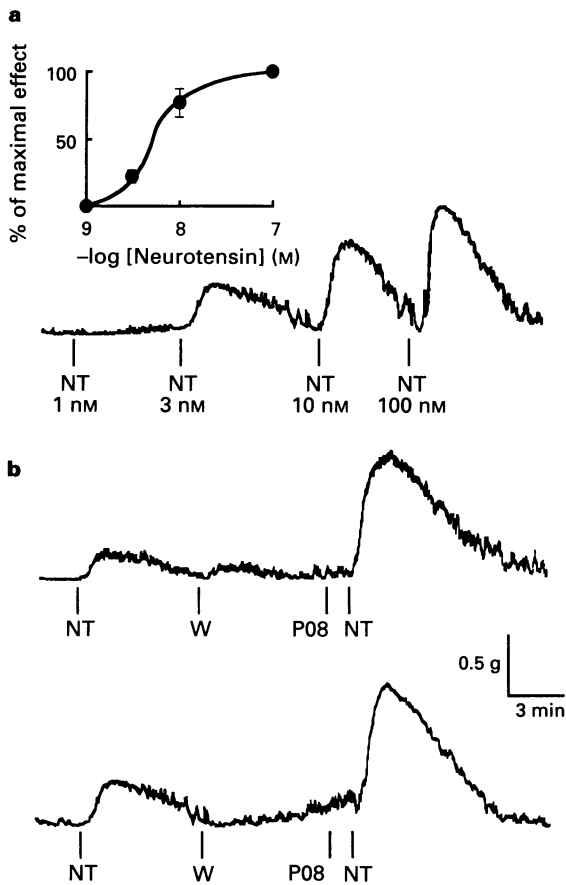 a
% of maximal effect
100
50
9 8 7
–log [Neurotensin] (M)
NT NT NT NT
1 nM 3 nM 10 nM 100 nM
b
NT W P08 NT
0.5 g
3 min
NT W P08 NT